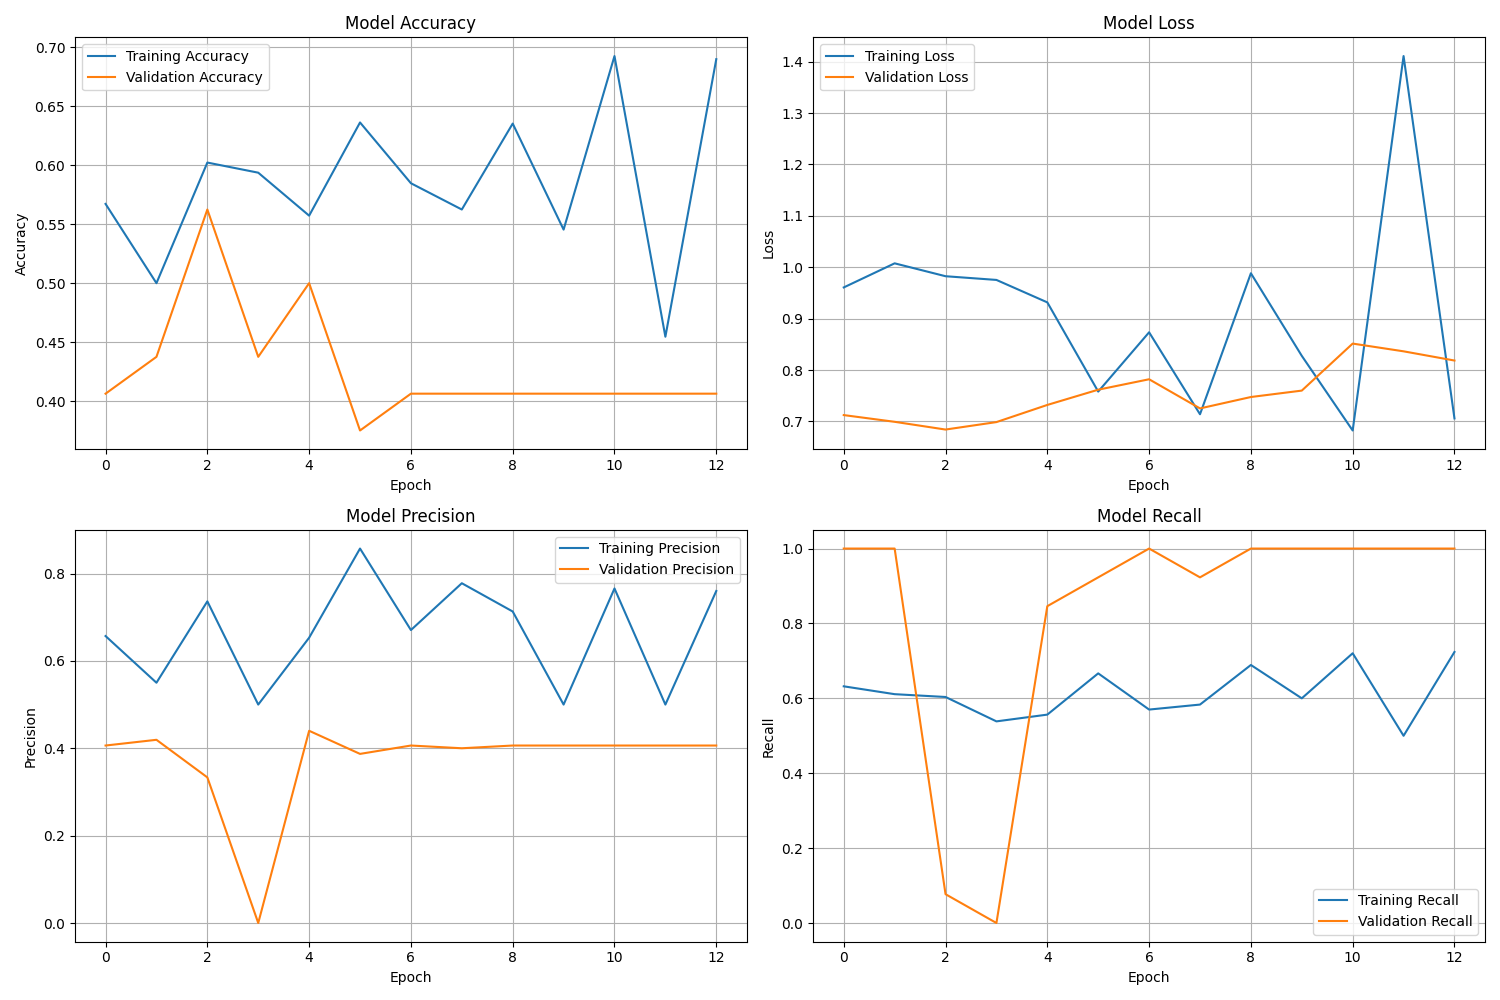 Model Accuracy
Training Accuracy
Validation Accuracy
0.70
0.65
0.60
0.55
0.50
0.45
0.40
Accuracy
0 2 4 6 8 10 12
Epoch
Model Loss
Training Loss
Validation Loss
1.4
1.3
1.2
1.1
1.0
0.9
0.8
0.7
Loss
0 2 4 6 8 10 12
Epoch
Model Precision
Training Precision
Validation Precision
0.8
0.6
0.4
0.2
0.0
Precision
0 2 4 6 8 10 12
Epoch
Model Recall
1.0
0.8
0.6
0.4
0.2
0.0
Recall
Training Recall
Validation Recall
0 2 4 6 8 10 12
Epoch